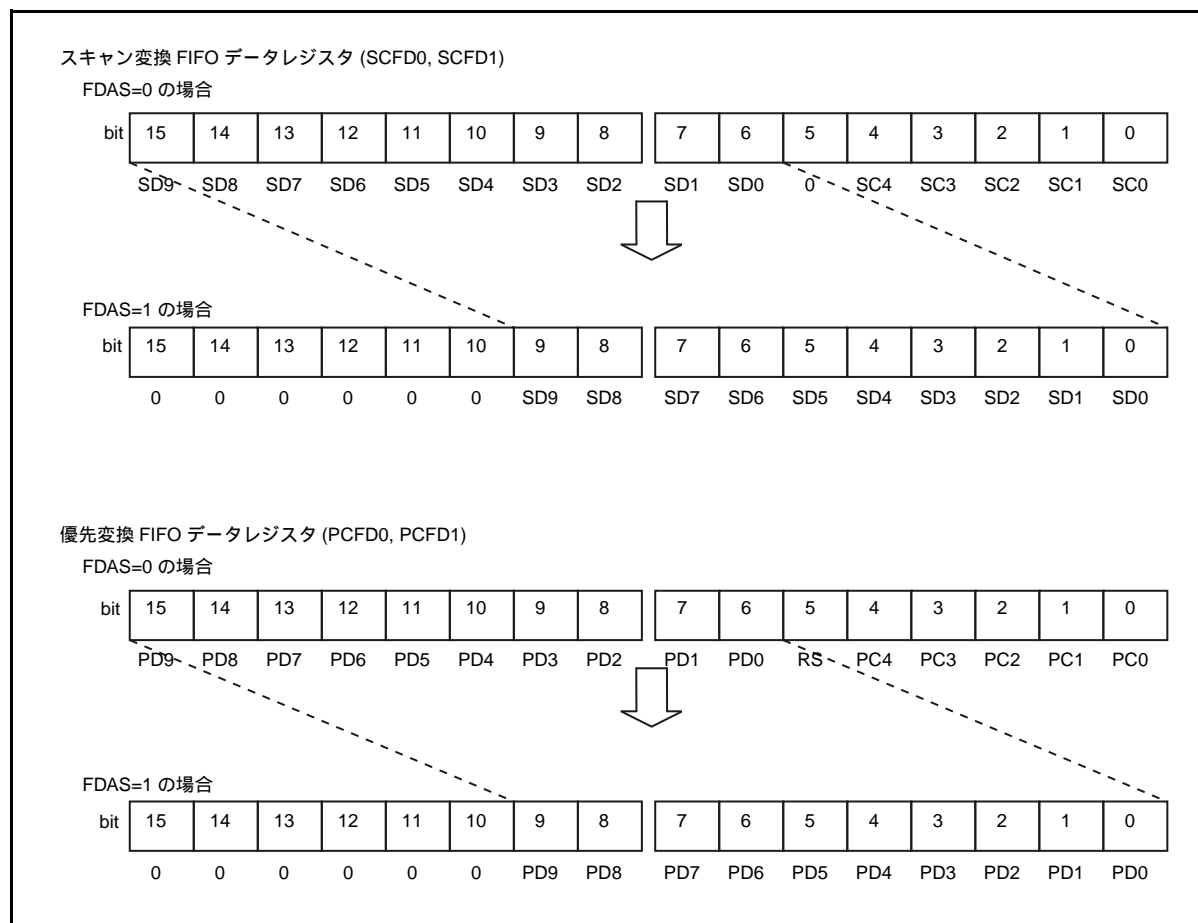 スキャン変換 FIFO データレジスタ (SCFD0, SCFD1)
FDAS=0 の場合
bit 15 14 13 12 11 10 9 8 7 6 5 4 3 2 1 0
SD9 SD8 SD7 SD6 SD5 SD4 SD3 SD2 SD1 SD0 0 SC4 SC3 SC2 SC1 SC0
FDAS=1 の場合
bit 15 14 13 12 11 10 9 8 7 6 5 4 3 2 1 0
0 0 0 0 0 0 SD9 SD8 SD7 SD6 SD5 SD4 SD3 SD2 SD1 SD0
優先変換 FIFO データレジスタ (PCFD0, PCFD1)
FDAS=0 の場合
bit 15 14 13 12 11 10 9 8 7 6 5 4 3 2 1 0
PD9 PD8 PD7 PD6 PD5 PD4 PD3 PD2 PD1 PD0 RS PC4 PC3 PC2 PC1 PC0
FDAS=1 の場合
bit 15 14 13 12 11 10 9 8 7 6 5 4 3 2 1 0
0 0 0 0 0 0 PD9 PD8 PD7 PD6 PD5 PD4 PD3 PD2 PD1 PD0